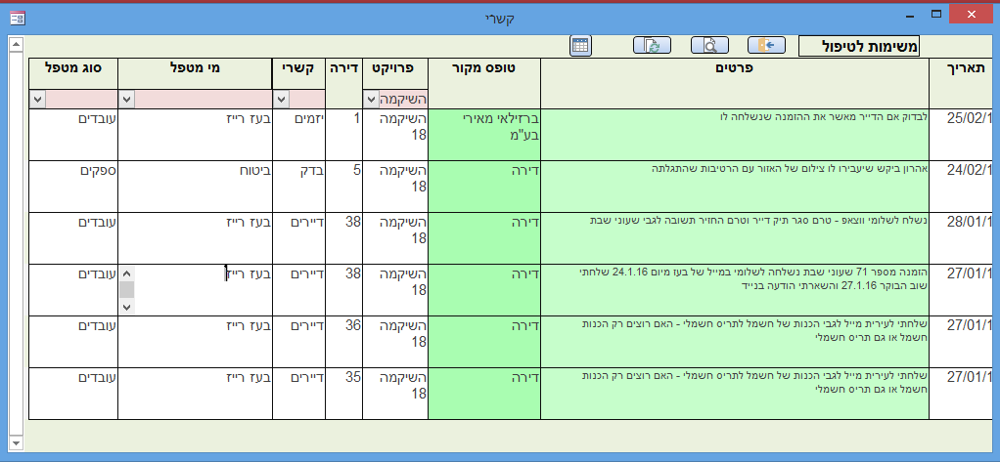 קשרי
משימות לטיפול
תאריך פרטים טופס מקור פרויקט דירה קשרי מי מטפל סוג מטפל
השיקמה
25/02/1 לבדוק אם הדייר מאשר את ההזמנה שנשלחה לו ברזילאי מאירי השיקמה 1 יזמים בעז רייז עובדים
בע"מ 18
24/02/1 אהרון ביקש שיעבירו לו צילום של האזור עם הרטיבות שהתגלתה דירה השיקמה 5 בדק ביטוח ספקים
18
28/01/1 נשלח לשלומי ווצאפ - טרם סגר תיק דייר וטרם החזיר תשובה לגבי שעוני שבת דירה השיקמה 38 דיירים בעז רייז עובדים
18
27/01/1 הזמנה מספר 71 שעוני שבת נשלחה לשלומי במייל של בעז מיום 24.1.16 שלחתי דירה השיקמה 38 דיירים בעז רייז עובדים
שוב הבוקר 27.1.16 והשארתי הודעה בנייד 18
27/01/1 שלחתי לעירית מייל לגבי הכנות של חשמל לתריס חשמלי - האם רוצים רק הכנות דירה השיקמה 36 דיירים בעז רייז עובדים
חשמל או גם תריס חשמלי 18
27/01/1 שלחתי לעירית מייל לגבי הכנות של חשמל לתריס חשמלי - האם רוצים רק הכנות דירה השיקמה 35 דיירים בעז רייז עובדים
חשמל או גם תריס חשמלי 18